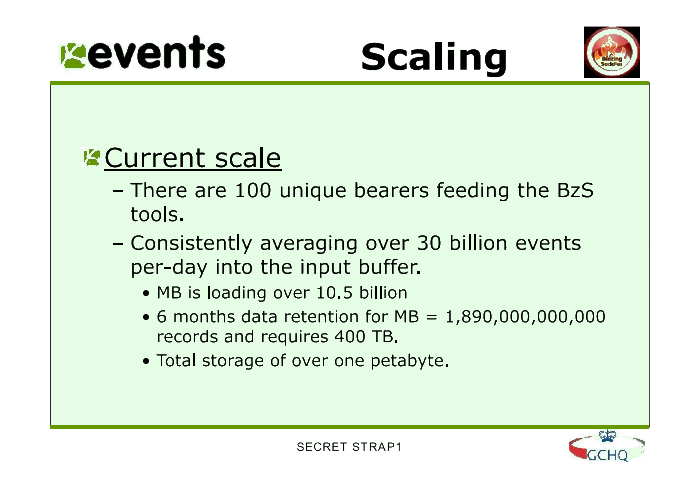 events
Scaling
Blazing
Saddles
Current scale
– There are 100 unique bearers feeding the BzS
tools.
– Consistently averaging over 30 billion events
per-day into the input buffer.
• MB is loading over 10.5 billion
• 6 months data retention for MB = 1,890,000,000,000
records and requires 400 TB.
• Total storage of over one petabyte.
SECRET STRAP1
GCHQ